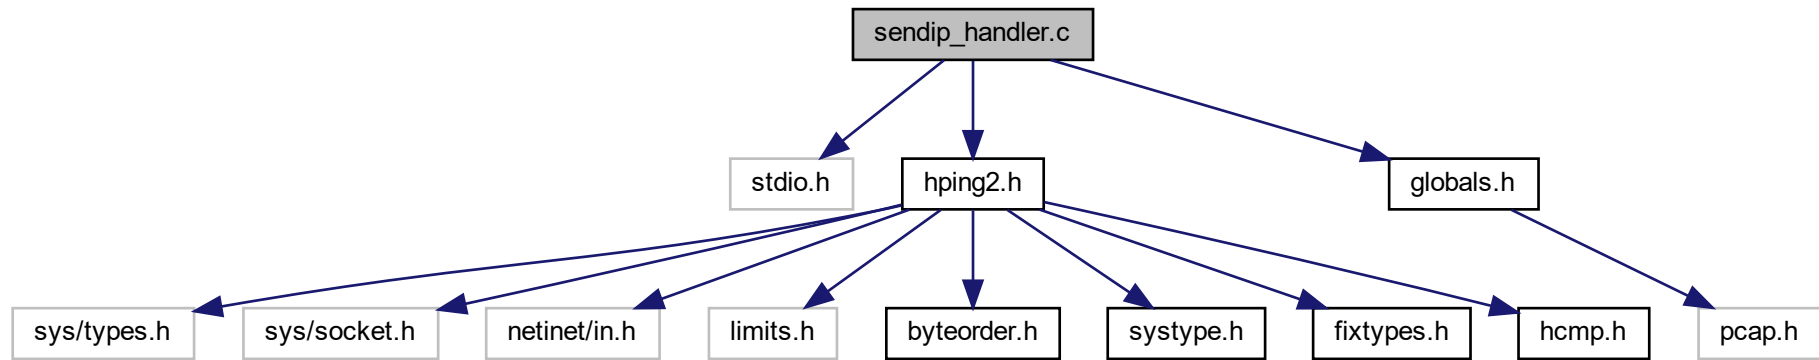 sendip_handler.c
stdio.h
hping2.h
globals.h
sys/types.h
sys/socket.h
netinet/in.h
limits.h
byteorder.h
systype.h
fixtypes.h
hcmp.h
pcap.h